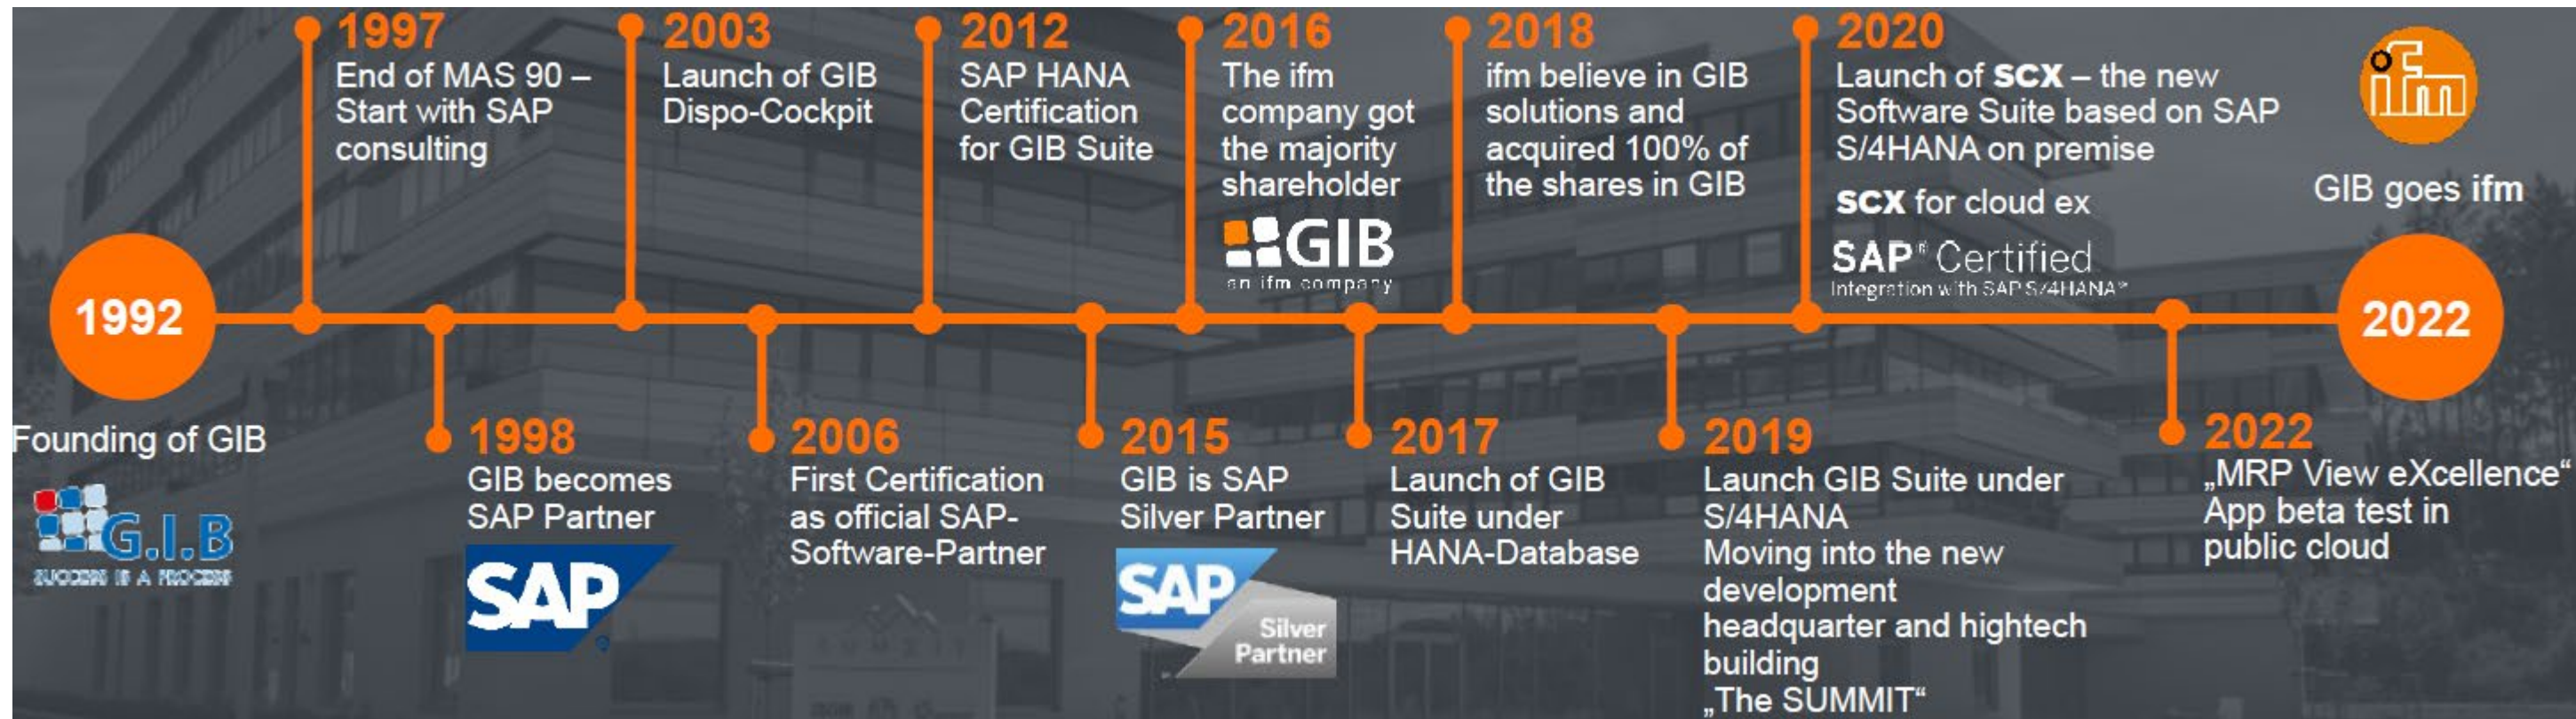 1992
Founding of GIB
G.I.B
SUCCESS IS A PROCESS
1997
End of MAS 90 –
Start with SAP
consulting
1998
GIB becomes
SAP Partner
SAP
2003
Launch of GIB
Dispo-Cockpit
2006
First Certification
as official SAP-
Software-Partner
2012
SAP HANA
Certification
for GIB Suite
2015
GIB is SAP
Silver Partner
SAP
Silver
Partner
2016
The ifm
company got
the majority
shareholder
GIB
an ifm company
2017
Launch of GIB
Suite under
HANA-Database
2018
ifm believe in GIB
solutions and
acquired 100% of
the shares in GIB
2019
Launch GIB Suite under
S/4HANA
Moving into the new
development
headquarter and hightech
building
„The SUMMIT“
2020
Launch of SCX – the new
Software Suite based on SAP
S/4HANA on premise
SCX for cloud ex
SAP® Certified
Integration with SAP S/4HANA®
2022
„MRP View eXcellence“
App beta test in
public cloud
ifm
GIB goes ifm
2022